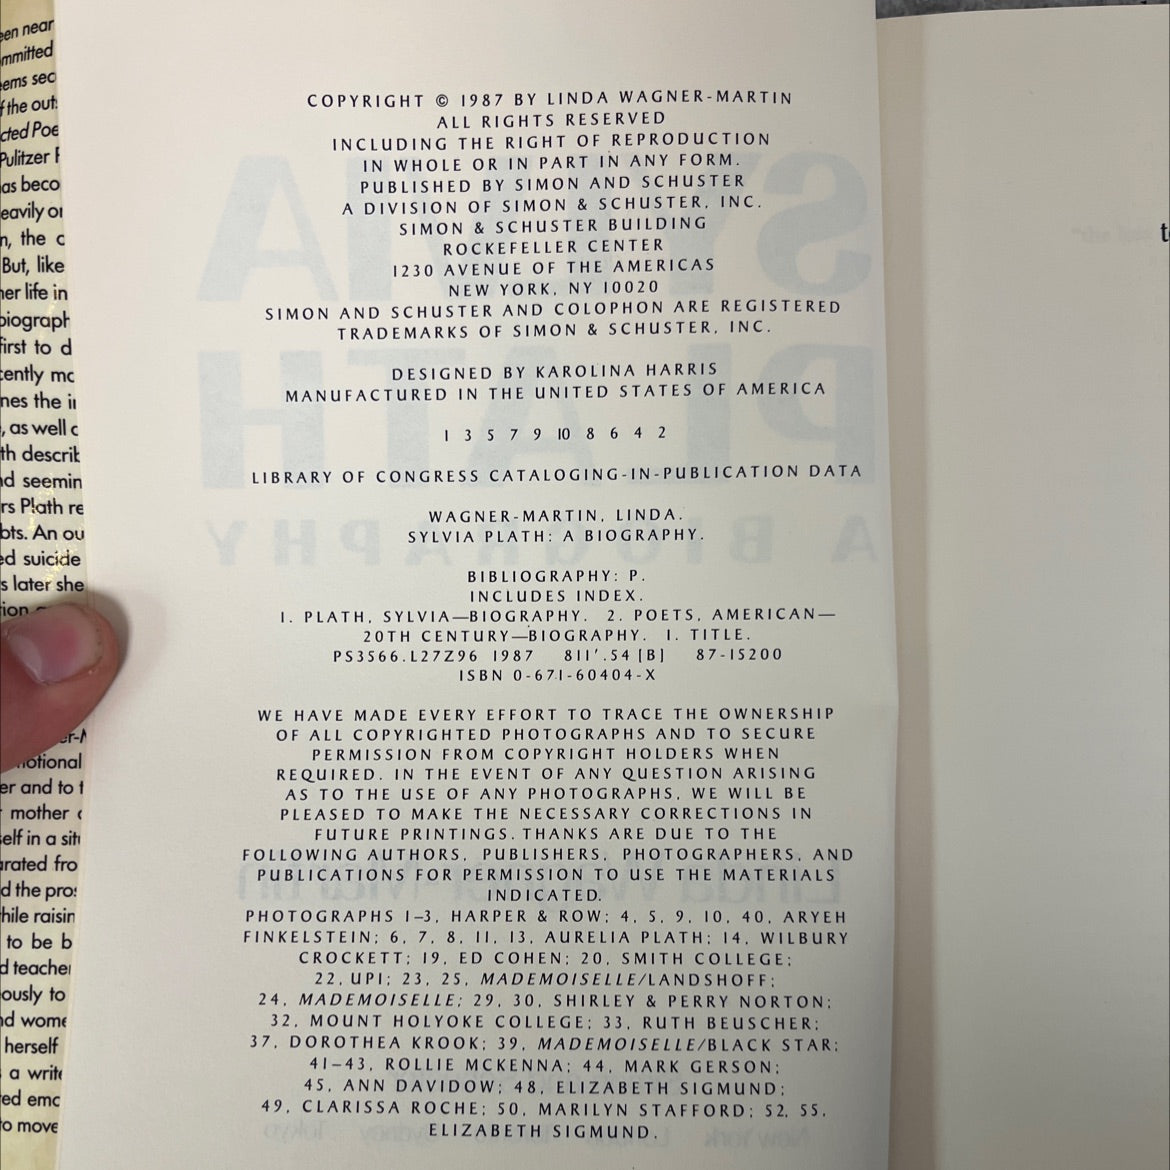 COPYRIGHT © 1987 BY LINDA WAGNER-MARTIN
ALL RIGHTS RESERVED
INCLUDING THE RIGHT OF REPRODUCTION
IN WHOLE OR IN PART IN ANY FORM.
PUBLISHED BY SIMON AND SCHUSTER
A DIVISION OF SIMON & SCHUSTER, INC.
SIMON & SCHUSTER BUILDING
ROCKEFELLER CENTER
1230 AVENUE OF THE AMERICAS
NEW YORK, NY 10020
SIMON AND SCHUSTER AND COLOPHON ARE REGISTERED
TRADEMARKS OF SIMON & SCHUSTER, INC.
DESIGNED BY KAROLINA HARRIS
MANUFACTURED IN THE UNITED STATES OF AMERICA
1 3 5 7 9 10 8 6 4 2
LIBRARY OF CONGRESS CATALOGING-IN-PUBLICATION DATA
WAGNER-MARTIN, LINDA.
SYLVIA PLATH: A BIOGRAPHY.
BIBLIOGRAPHY: P.
INCLUDES INDEX.
1. PLATH, SYLVIA—BIOGRAPHY. 2. POETS, AMERICAN—
20TH CENTURY—BIOGRAPHY. I. TITLE.
PS3566.L27Z96 1987 811'.54 [B] 87-15200
ISBN 0-671-60404-X
WE HAVE MADE EVERY EFFORT TO TRACE THE OWNERSHIP
OF ALL COPYRIGHTED PHOTOGRAPHS AND TO SECURE
PERMISSION FROM COPYRIGHT HOLDERS WHEN
REQUIRED. IN THE EVENT OF ANY QUESTION ARISING
AS TO THE USE OF ANY PHOTOGRAPHS, WE WILL BE
PLEASED TO MAKE THE NECESSARY CORRECTIONS IN
FUTURE PRINTINGS. THANKS ARE DUE TO THE
FOLLOWING AUTHORS, PUBLISHERS, PHOTOGRAPHERS, AND
PUBLICATIONS FOR PERMISSION TO USE THE MATERIALS
INDICATED.
PHOTOGRAPHS 1–3, HARPER & ROW; 4, 5, 9, 10, 40, ARYEH
FINKELSTEIN; 6, 7, 8, 11, 13, AURELIA PLATH; 14, WILBURY
CROCKETT; 19, ED COHEN; 20, SMITH COLLEGE;
22, UPI; 23, 25, MADEMOISELLE/LANDSHOFF;
24, MADEMOISELLE; 29, 30, SHIRLEY & PERRY NORTON;
32, MOUNT HOLYOKE COLLEGE; 33, RUTH BEUSCHER;
37, DOROTHEA KROOK; 39, MADEMOISELLE/BLACK STAR;
41–43, ROLLIE MCKENNA; 44, MARK GERSON;
45, ANN DAVIDOW; 48, ELIZABETH SIGMUND;
49, CLARISSA ROCHE; 50, MARILYN STAFFORD; 52, 55,
ELIZABETH SIGMUND.